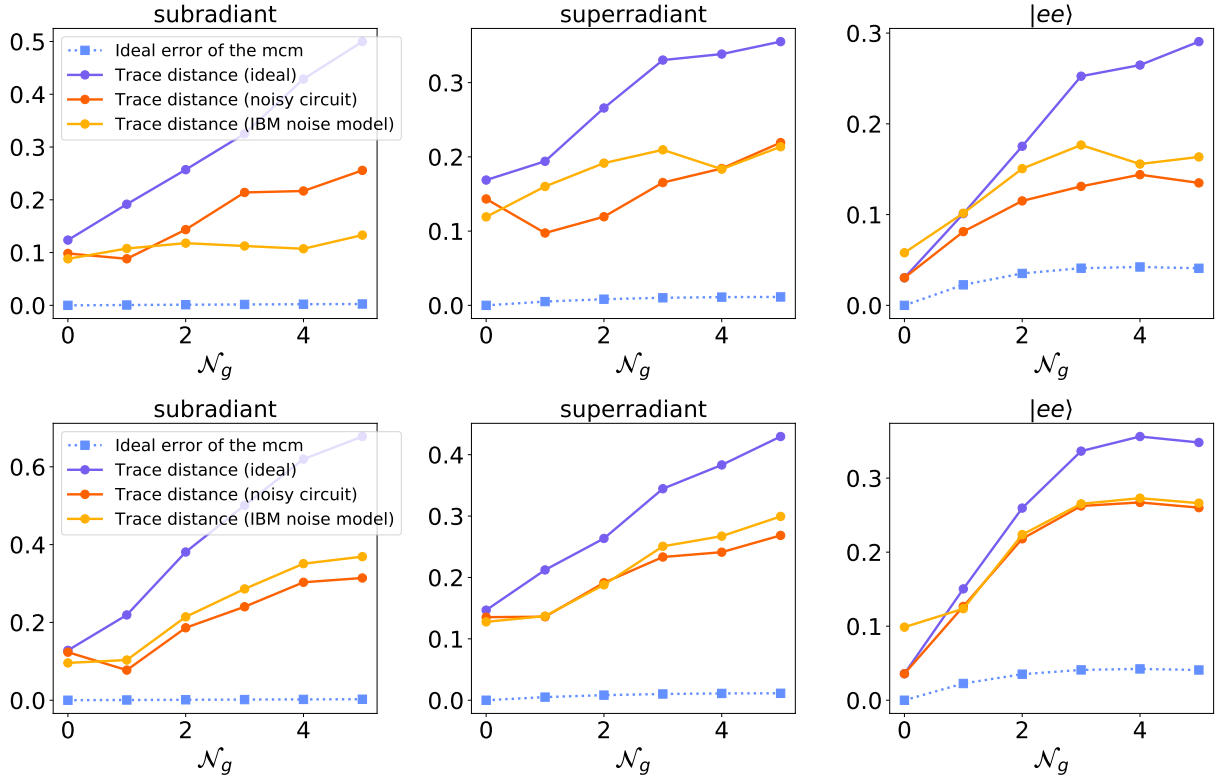 subradiant
0.5
0.4
0.3
0.2
0.1
0.0
Ideal error of the mcm
Trace distance (ideal)
Trace distance (noisy circuit)
Trace distance (IBM noise model)
0 2 4
𝒩g
superradiant
0.3
0.2
0.1
0.0
0 2 4
𝒩g
|ee⟩
0.3
0.2
0.1
0.0
0 2 4
𝒩g
subradiant
0.6
0.4
0.2
0.0
Ideal error of the mcm
Trace distance (ideal)
Trace distance (noisy circuit)
Trace distance (IBM noise model)
0 2 4
𝒩g
superradiant
0.4
0.3
0.2
0.1
0.0
0 2 4
𝒩g
|ee⟩
0.3
0.2
0.1
0.0
0 2 4
𝒩g